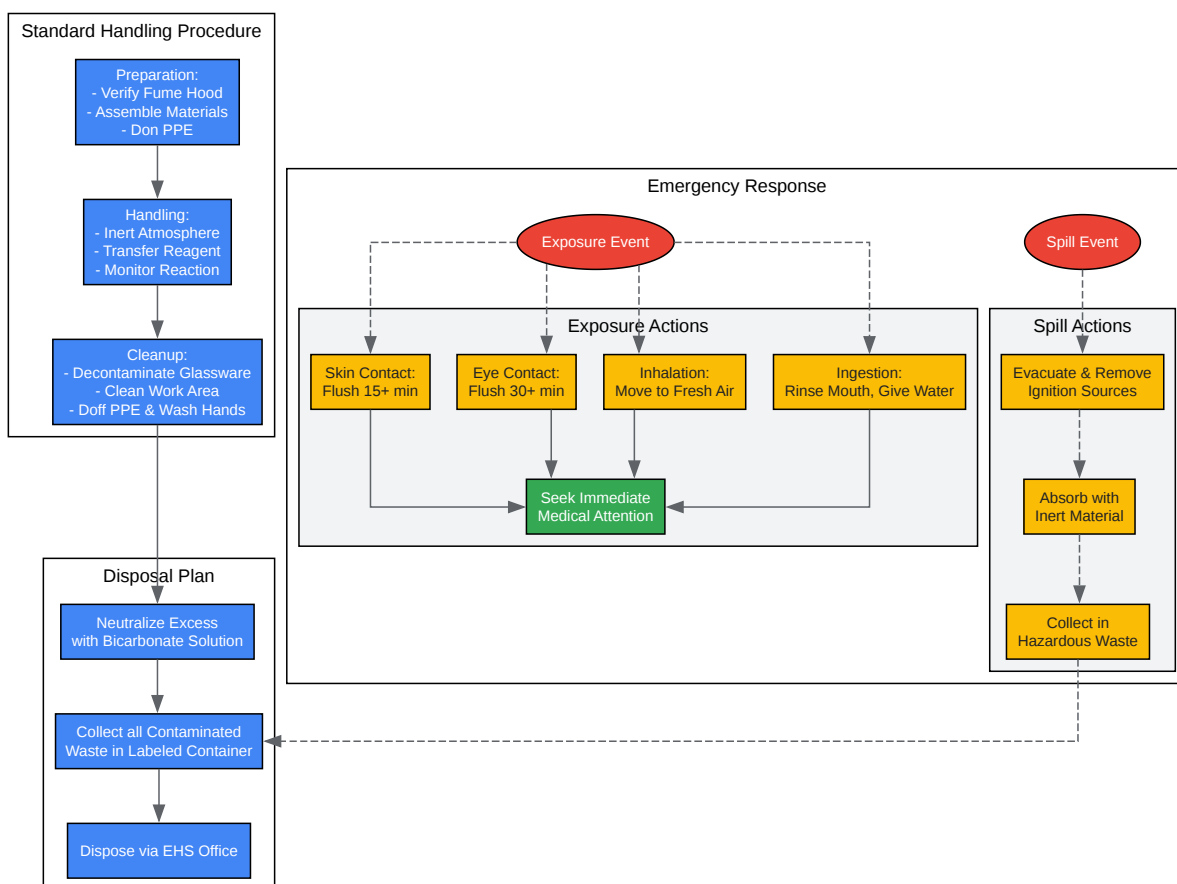 Standard Handling Procedure
Preparation:
- Verify Fume Hood
- Assemble Materials
- Don PPE
Handling:
- Inert Atmosphere
- Transfer Reagent
- Monitor Reaction
Cleanup:
- Decontaminate Glassware
- Clean Work Area
- Doff PPE & Wash Hands
Emergency Response
Exposure Event
Spill Event
Exposure Actions
Skin Contact:
Flush 15+ min
Eye Contact:
Flush 30+ min
Inhalation:
Move to Fresh Air
Ingestion:
Rinse Mouth, Give Water
Seek Immediate
Medical Attention
Spill Actions
Evacuate & Remove
Ignition Sources
Absorb with
Inert Material
Collect in
Hazardous Waste
Disposal Plan
Neutralize Excess
with Bicarbonate Solution
Collect all Contaminated
Waste in Labeled Container
Dispose via EHS Office